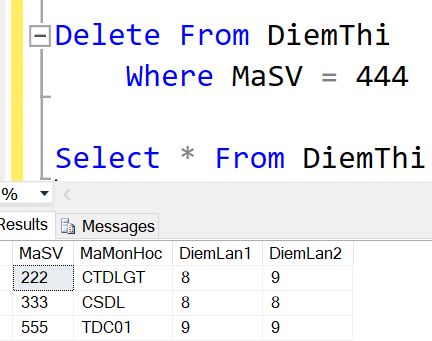 Delete From DiemThi
Where MaSV = 444
Select * From DiemThi
%
Results Messages
MaSV MaMonHoc DiemLan1 DiemLan2
222 CTDLGT 8 9
333 CSDL 8 8
555 TDC01 9 9